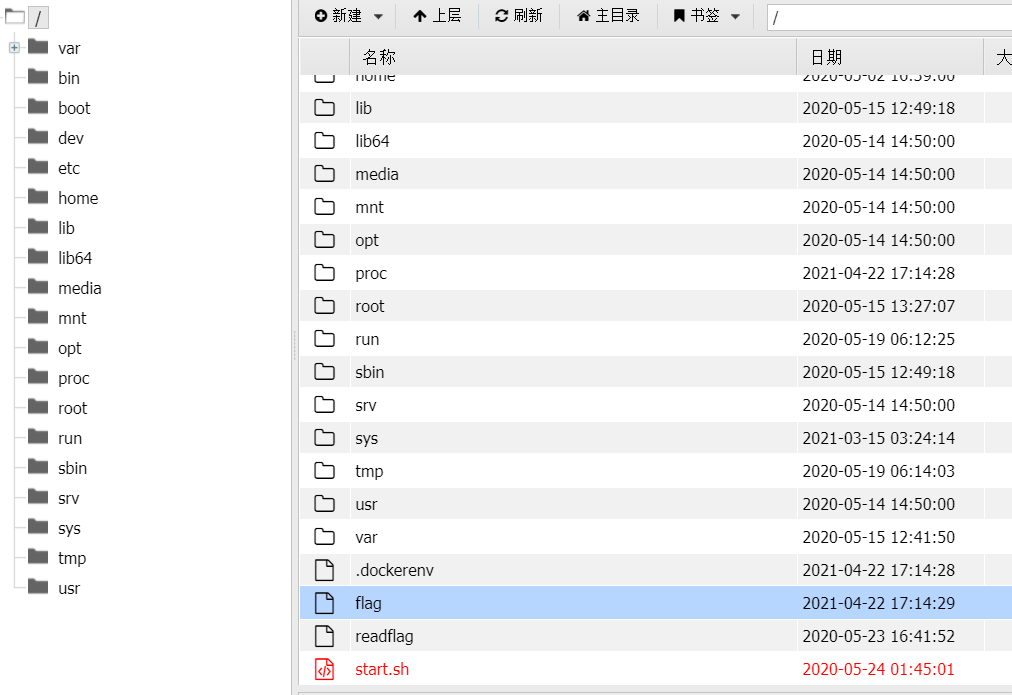 /
var
bin
boot
dev
etc
home
lib
lib64
media
mnt
opt
proc
root
run
sbin
srv
sys
tmp
usr
新建 上层 刷新 主目录 书签 /
名称 日期 大
home 2020-05-02 16:39:00
lib 2020-05-15 12:49:18
lib64 2020-05-14 14:50:00
media 2020-05-14 14:50:00
mnt 2020-05-14 14:50:00
opt 2020-05-14 14:50:00
proc 2021-04-22 17:14:28
root 2020-05-15 13:27:07
run 2020-05-19 06:12:25
sbin 2020-05-15 12:49:18
srv 2020-05-14 14:50:00
sys 2021-03-15 03:24:14
tmp 2020-05-19 06:14:03
usr 2020-05-14 14:50:00
var 2020-05-15 12:41:50
.dockerenv 2021-04-22 17:14:28
flag 2021-04-22 17:14:29
readflag 2020-05-23 16:41:52
start.sh 2020-05-24 01:45:01